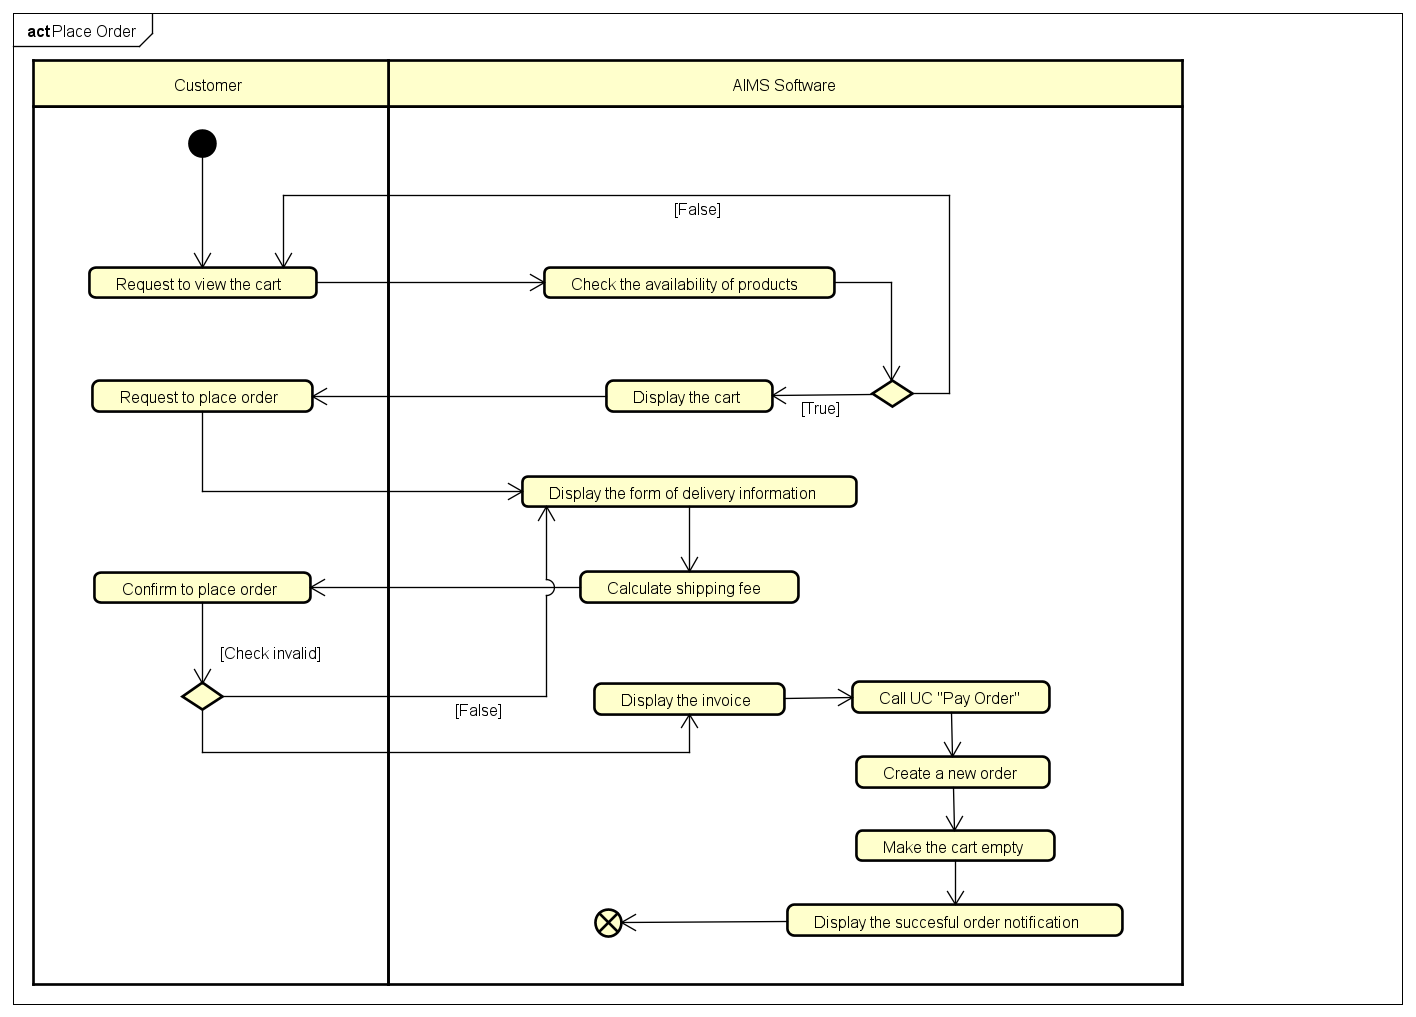 act Place Order
Customer
AIMS Software
[False]
Request to view the cart
Check the availability of products
Request to place order
Display the cart
[True]
Display the form of delivery information
Confirm to place order
Calculate shipping fee
[Check invalid]
[False]
Display the invoice
Call UC "Pay Order"
Create a new order
Make the cart empty
Display the succesful order notification